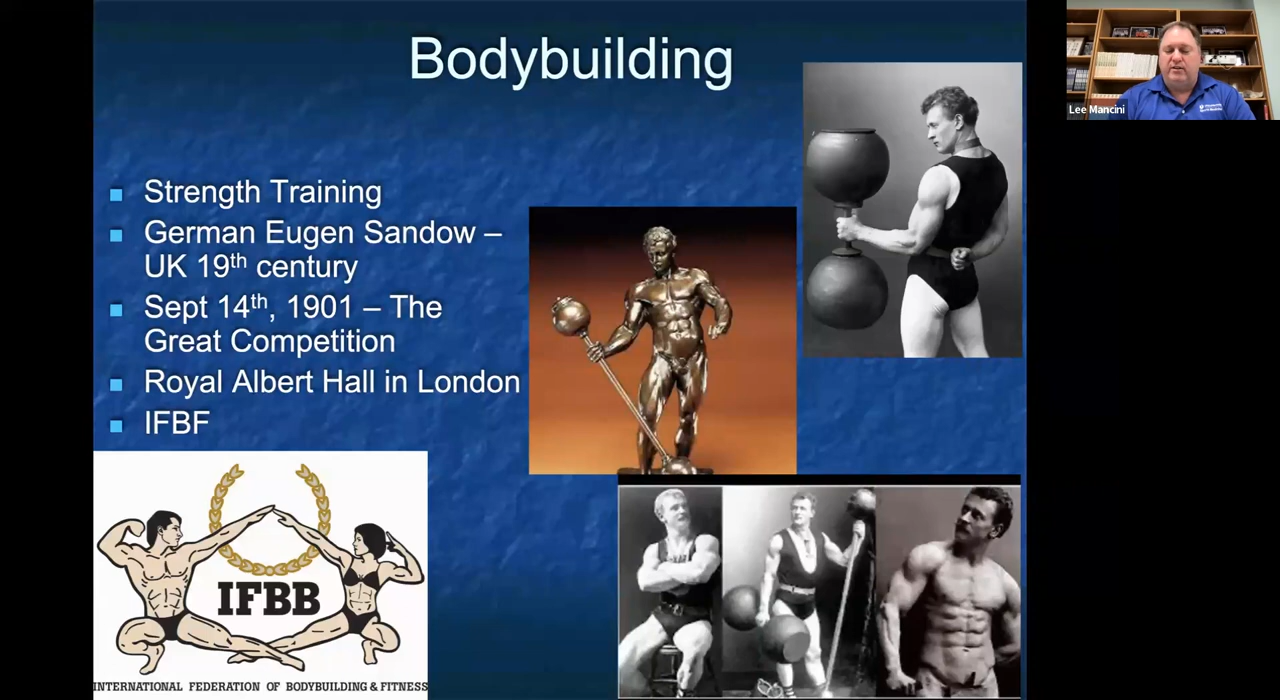 Bodybuilding
Strength Training
German Eugen Sandow –
UK 19th century
Sept 14th, 1901 – The
Great Competition
Royal Albert Hall in London
IFBF
IFBB
INTERNATIONAL FEDERATION OF BODYBUILDING & FITNESS
Lee Mancini